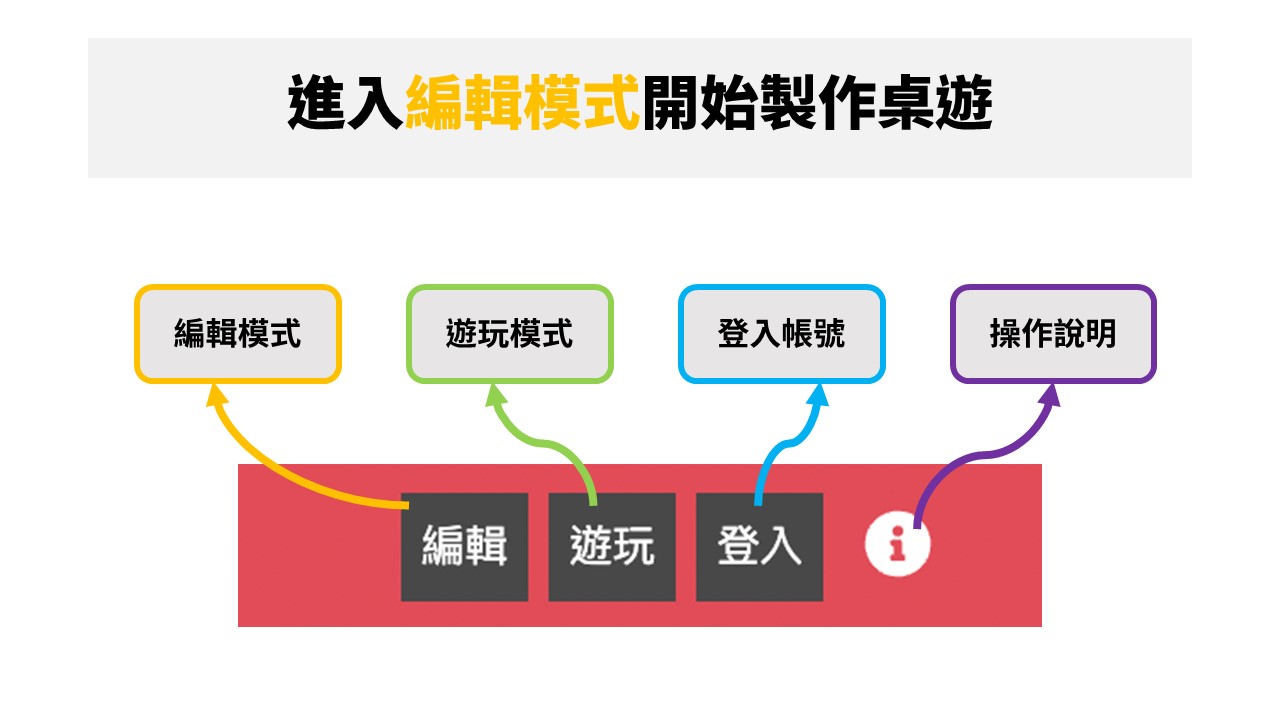 進入編輯模式開始製作桌遊
編輯模式
遊玩模式
登入帳號
操作說明
編輯
遊玩
登入
i